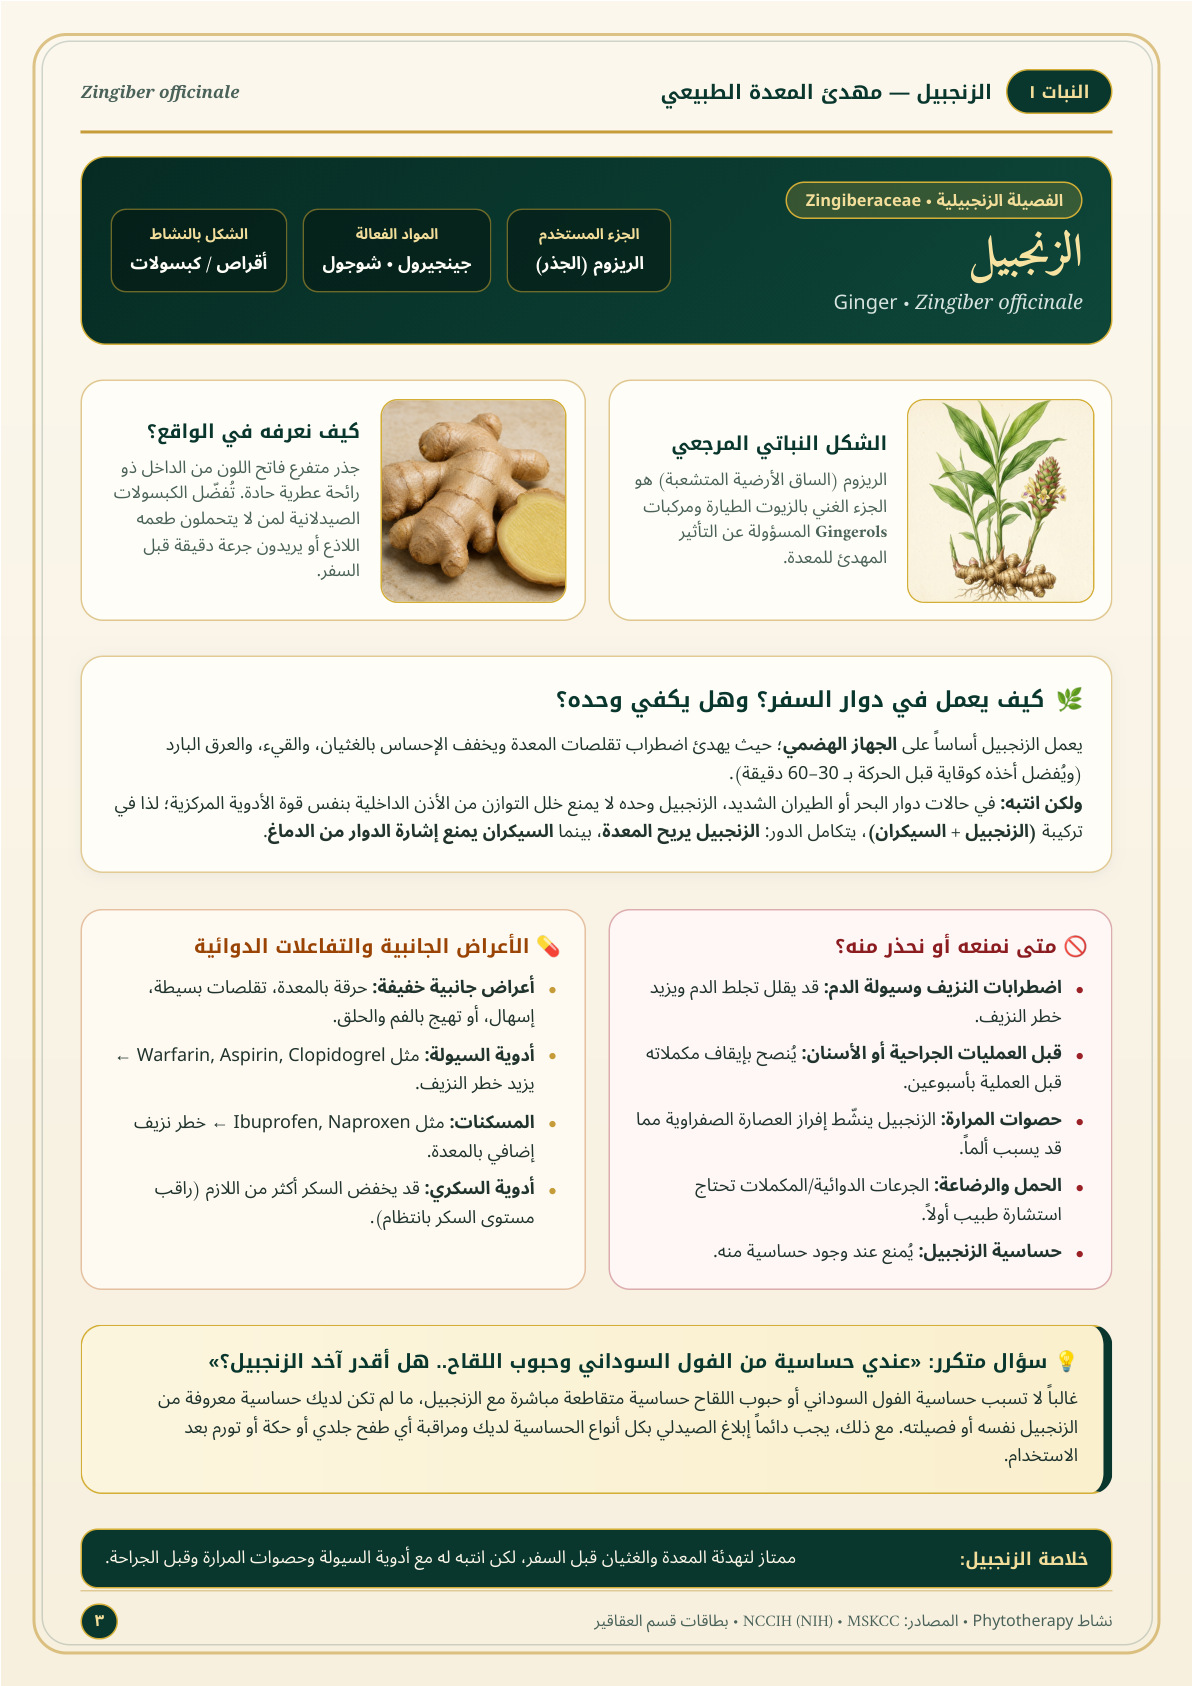 النبات ١
الزنجبيل — مهدئ المعدة الطبيعي
Zingiber officinale
الفصيلة الزنجبيلية • Zingiberaceae
الزنجبيل
Ginger • Zingiber officinale
الجزء المستخدم
الريزوم (الجذر)
المواد الفعالة
جينجيرول • شوجول
الشكل بالنشاط
أقراص / كبسولات
الشكل النباتي المرجعي
الريزوم (الساق الأرضية المتشعبة) هو
الجزء الغني بالزيوت الطيارة ومركبات
Gingerols المسؤولة عن التأثير
المهدئ للمعدة.
كيف نعرفه في الواقع؟
جذر متفرع فاتح اللون من الداخل ذو
رائحة عطرية حادة. تُفضّل الكبسولات
الصيدلانية لمن لا يتحملون طعمه
اللاذع أو يريدون جرعة دقيقة قبل
السفر.
🌿 كيف يعمل في دوار السفر؟ وهل يكفي وحده؟
يعمل الزنجبيل أساساً على الجهاز الهضمي؛ حيث يهدئ اضطراب تقلصات المعدة ويخفف الإحساس بالغثيان، والقيء، والعرق البارد
(ويُفضل أخذه كوقاية قبل الحركة بـ 30–60 دقيقة).
ولكن انتبه: في حالات دوار البحر أو الطيران الشديد، الزنجبيل وحده لا يمنع خلل التوازن من الأذن الداخلية بنفس قوة الأدوية المركزية؛ لذا في
تركيبة (الزنجبيل + السيكران)، يتكامل الدور: الزنجبيل يريح المعدة، بينما السيكران يمنع إشارة الدوار من الدماغ.
🚫 متى نمنعه أو نحذر منه؟
• اضطرابات النزيف وسيولة الدم: قد يقلل تجلط الدم ويزيد
خطر النزيف.
• قبل العمليات الجراحية أو الأسنان: يُنصح بإيقاف مكملاته
قبل العملية بأسبوعين.
• حصوات المرارة: الزنجبيل ينشّط إفراز العصارة الصفراوية مما
قد يسبب ألماً.
• الحمل والرضاعة: الجرعات الدوائية/المكملات تحتاج
استشارة طبيب أولاً.
• حساسية الزنجبيل: يُمنع عند وجود حساسية منه.
💊 الأعراض الجانبية والتفاعلات الدوائية
• أعراض جانبية خفيفة: حرقة بالمعدة، تقلصات بسيطة،
إسهال، أو تهيج بالفم والحلق.
• أدوية السيولة: مثل Warfarin, Aspirin, Clopidogrel ←
يزيد خطر النزيف.
• المسكنات: مثل Ibuprofen, Naproxen ← خطر نزيف
إضافي بالمعدة.
• أدوية السكري: قد يخفض السكر أكثر من اللازم (راقب
مستوى السكر بانتظام).
💡 سؤال متكرر: «عندي حساسية من الفول السوداني وحبوب اللقاح.. هل أقدر آخد الزنجبيل؟»
غالباً لا تسبب حساسية الفول السوداني أو حبوب اللقاح حساسية متقاطعة مباشرة مع الزنجبيل، ما لم تكن لديك حساسية معروفة من
الزنجبيل نفسه أو فصيلته. مع ذلك، يجب دائماً إبلاغ الصيدلي بكل أنواع الحساسية لديك ومراقبة أي طفح جلدي أو حكة أو تورم بعد
الاستخدام.
خلاصة الزنجبيل:
ممتاز لتهدئة المعدة والغثيان قبل السفر، لكن انتبه له مع أدوية السيولة وحصوات المرارة وقبل الجراحة.
نشاط Phytotherapy • المصادر: NCCIH (NIH) • MSKCC • بطاقات قسم العقاقير
٣